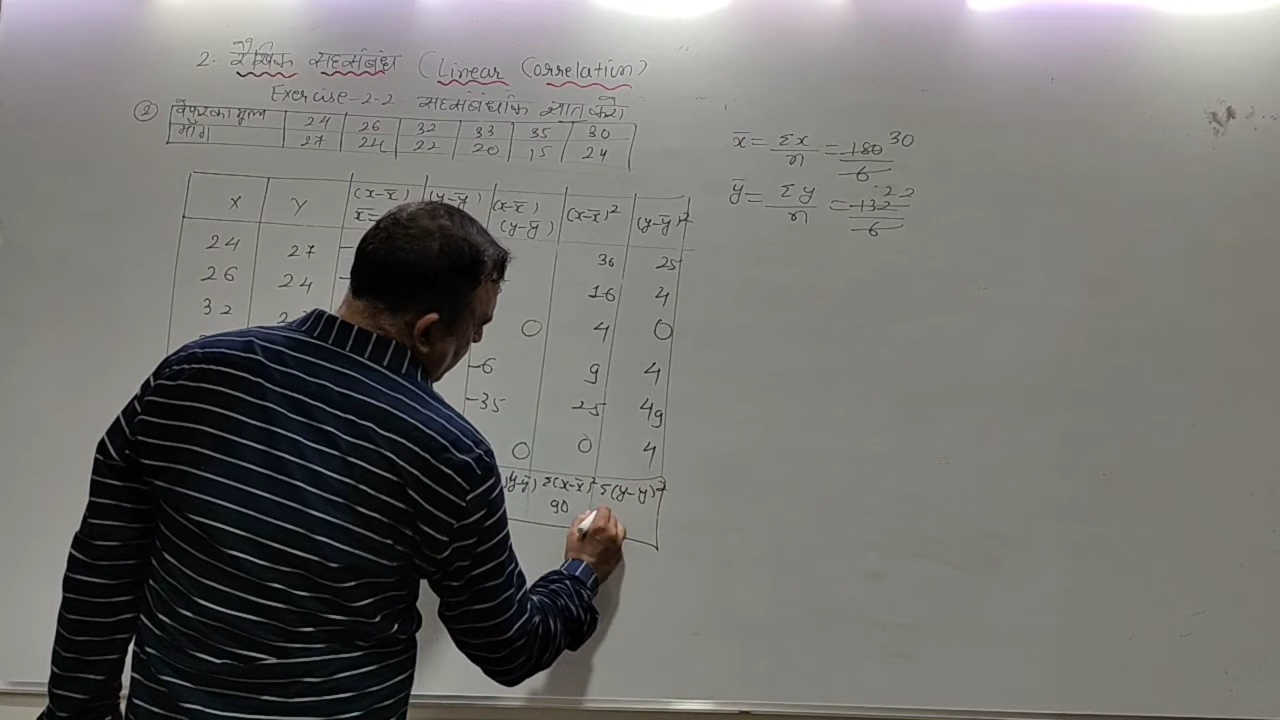 2. रैखिक सहसंबंध (Linear Correlation)
Exercise-2.2 सहसंबंधांक ज्ञात करो
② पेपर का मूल्य 24 26 32 33 35 30
माँग 27 24 22 20 15 24
x̄ = Σx/n = 180/6 30
ȳ = Σy/n = 132/6 22
x y (x-x̄) (y-ȳ) (x-x̄) (x-x̄)² (y-ȳ)²
x̄= (y-ȳ)
24 27 - 36 25
26 24 - 16 4
32 2 0 4 0
-6 9 4
-35 25 49
0 0 4
(y-ȳ) Σ(x-x̄)² Σ(y-ȳ)²
90